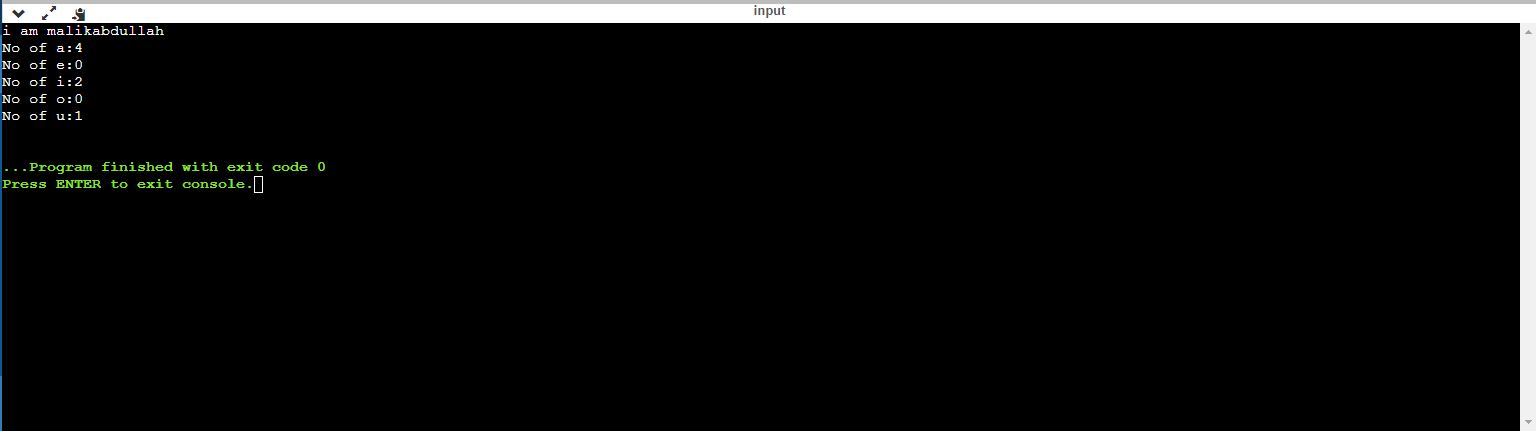 input
i am malikabdullah
No of a:4
No of e:0
No of i:2
No of o:0
No of u:1
...Program finished with exit code 0
Press ENTER to exit console.